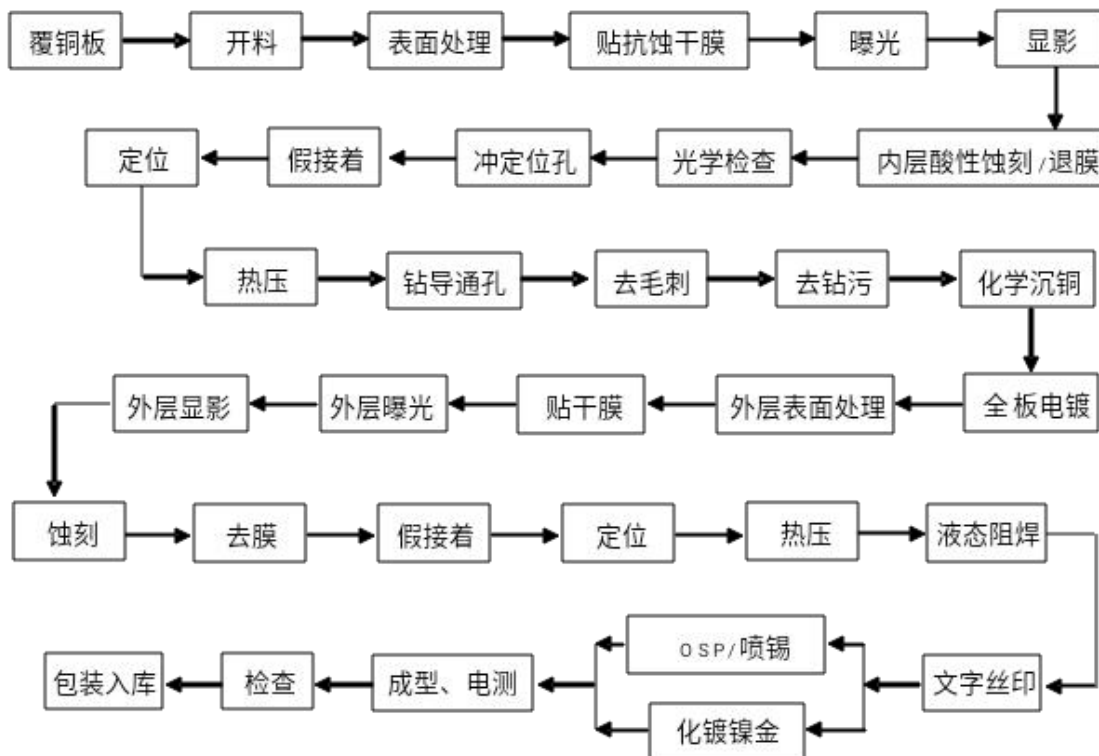 覆铜板 开料 表面处理 贴抗蚀干膜 曝光 显影
定位 假接着 冲定位孔 光学检查 内层酸性蚀刻/退膜
热压 钻导通孔 去毛刺 去钻污 化学沉铜
外层显影 外层曝光 贴干膜 外层表面处理 全板电镀
蚀刻 去膜 假接着 定位 热压 液态阻焊
OSP/喷锡
包装入库 检查 成型、电测 文字丝印
化镀镍金